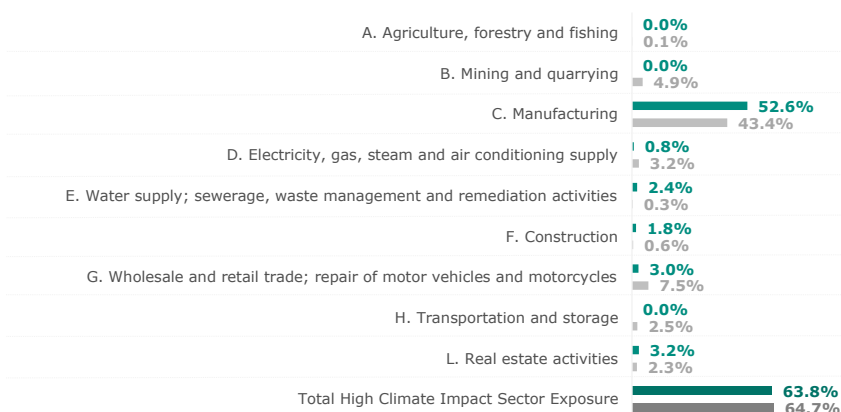 A. Agriculture, forestry and fishing
0.0%
0.1%
B. Mining and quarrying
0.0%
4.9%
C. Manufacturing
52.6%
43.4%
D. Electricity, gas, steam and air conditioning supply
0.8%
3.2%
E. Water supply; sewerage, waste management and remediation activities
2.4%
0.3%
F. Construction
1.8%
0.6%
G. Wholesale and retail trade; repair of motor vehicles and motorcycles
3.0%
7.5%
H. Transportation and storage
0.0%
2.5%
L. Real estate activities
3.2%
2.3%
Total High Climate Impact Sector Exposure
63.8%
64.7%